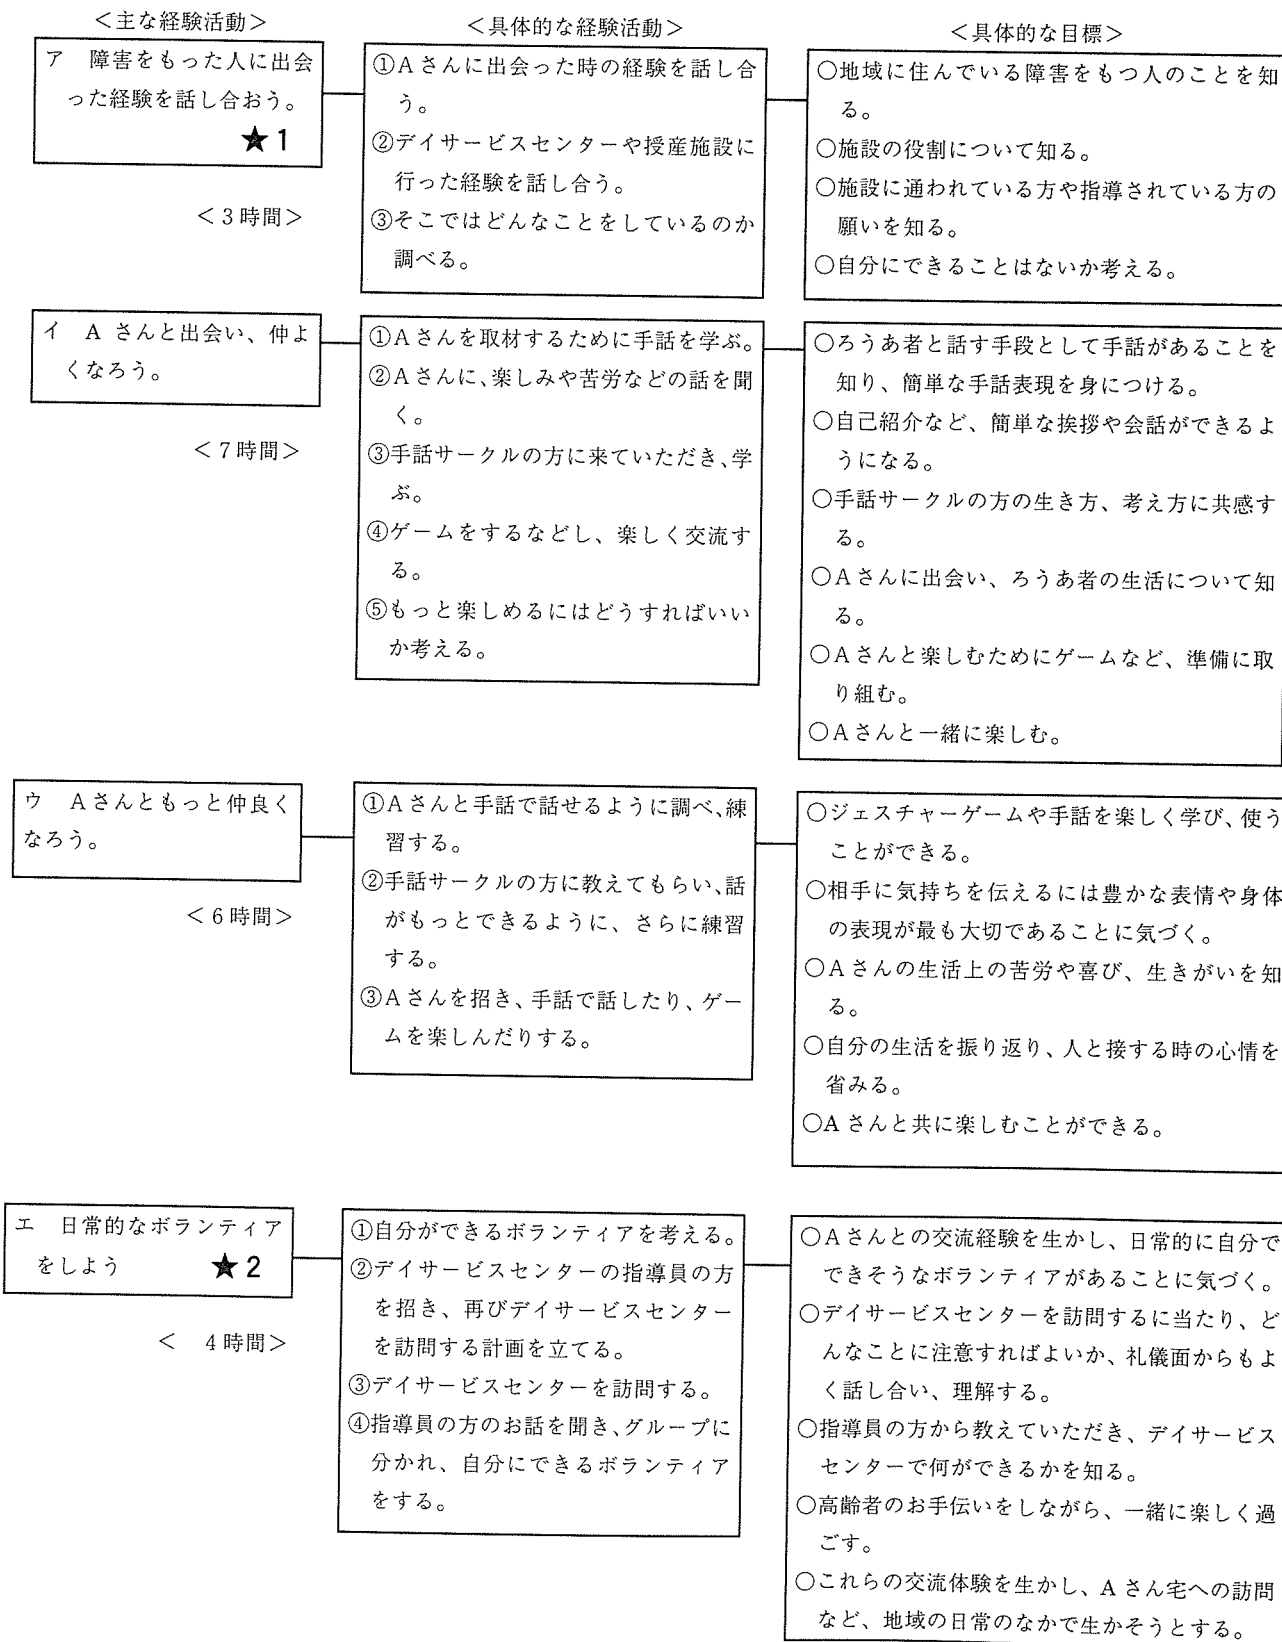 ＜主な経験活動＞
＜具体的な経験活動＞
＜具体的な目標＞
ア　障害をもった人に出会
った経験を話し合おう。
★1
＜3時間＞
①Aさんに出会った時の経験を話し合
う。
②デイサービスセンターや授産施設に
行った経験を話し合う。
③そこではどんなことをしているのか
調べる。
○地域に住んでいる障害をもつ人のことを知
る。
○施設の役割について知る。
○施設に通われている方や指導されている方の
願いを知る。
○自分にできることはないか考える。
イ　A さんと出会い、仲よ
くなろう。
＜7時間＞
①Aさんを取材するために手話を学ぶ。
②Aさんに、楽しみや苦労などの話を聞
く。
③手話サークルの方に来ていただき、学
ぶ。
④ゲームをするなどし、楽しく交流す
る。
⑤もっと楽しめるにはどうすればいい
か考える。
○ろうあ者と話す手段として手話があることを
知り、簡単な手話表現を身につける。
○自己紹介など、簡単な挨拶や会話ができるよ
うになる。
○手話サークルの方の生き方、考え方に共感す
る。
○Aさんに出会い、ろうあ者の生活について知
る。
○Aさんと楽しむためにゲームなど、準備に取
り組む。
○Aさんと一緒に楽しむ。
ウ　Aさんともっと仲良く
なろう。
＜6時間＞
①Aさんと手話で話せるように調べ、練
習する。
②手話サークルの方に教えてもらい、話
がもっとできるように、さらに練習
する。
③Aさんを招き、手話で話したり、ゲー
ムを楽しんだりする。
○ジェスチャーゲームや手話を楽しく学び、使う
ことができる。
○相手に気持ちを伝えるには豊かな表情や身体
の表現が最も大切であることに気づく。
○Aさんの生活上の苦労や喜び、生きがいを知
る。
○自分の生活を振り返り、人と接する時の心情を
省みる。
○A さんと共に楽しむことができる。
エ　日常的なボランティア
をしよう　★2
＜　4時間＞
①自分ができるボランティアを考える。
②デイサービスセンターの指導員の方
を招き、再びデイサービスセンター
を訪問する計画を立てる。
③デイサービスセンターを訪問する。
④指導員の方のお話を聞き、グループに
分かれ、自分にできるボランティア
をする。
○Aさんとの交流経験を生かし、日常的に自分で
できそうなボランティアがあることに気づく。
○デイサービスセンターを訪問するに当たり、ど
んなことに注意すればよいか、礼儀面からもよ
く話し合い、理解する。
○指導員の方から教えていただき、デイサービス
センターで何ができるかを知る。
○高齢者のお手伝いをしながら、一緒に楽しく過
ごす。
○これらの交流体験を生かし、A さん宅への訪問
など、地域の日常のなかで生かそうとする。